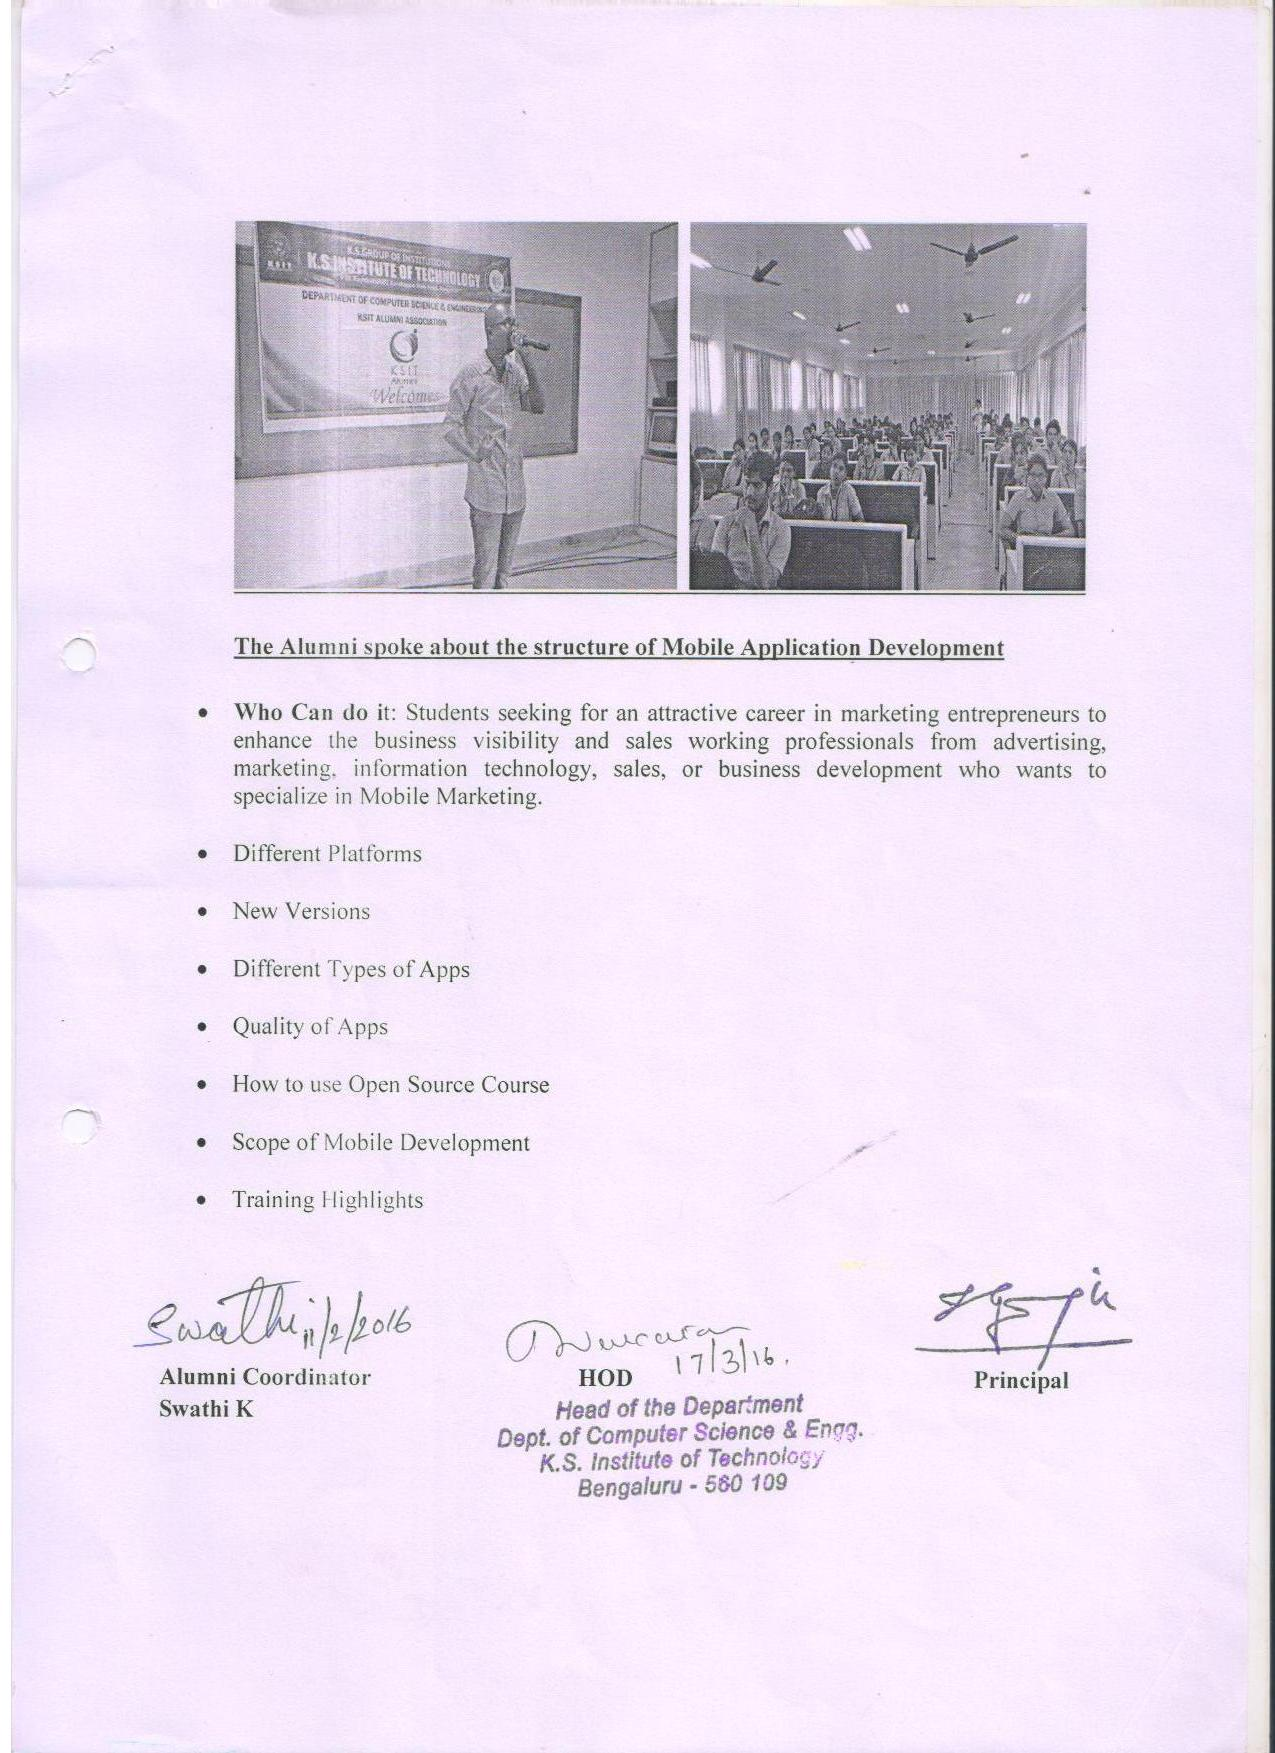 K.S.GROUP OF INSTITUTIONS
K.S.INSTITUTE OF TECHNOLOGY
K.S.I.T
DEPARTMENT OF COMPUTER SCIENCE & ENGINEERING
KSIT ALUMNI ASSOCIATION
KSIT
Alumni
Welcomes
The Alumni spoke about the structure of Mobile Application Development
• Who Can do it: Students seeking for an attractive career in marketing entrepreneurs to
enhance the business visibility and sales working professionals from advertising,
marketing, information technology, sales, or business development who wants to
specialize in Mobile Marketing.
• Different Platforms
• New Versions
• Different Types of Apps
• Quality of Apps
• How to use Open Source Course
• Scope of Mobile Development
• Training Highlights
Swathi 11/2/2016
Alumni Coordinator
Swathi K
17/3/16.
HOD
Head of the Department
Dept. of Computer Science & Engg.
K.S. Institute of Technology
Bengaluru - 560 109
Principal